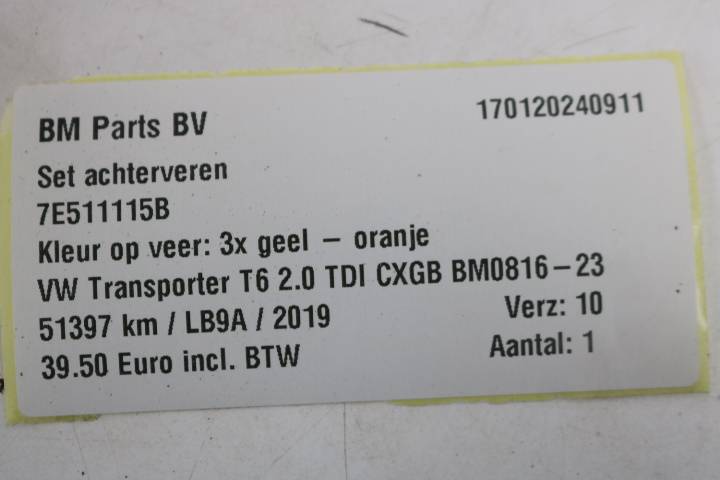 BM Parts BV 170120240911
Set achterveren
7E511115B
Kleur op veer: 3x geel – oranje
VW Transporter T6 2.0 TDI CXGB BM0816–23
51397 km / LB9A / 2019 Verz: 10
39.50 Euro incl. BTW Aantal: 1